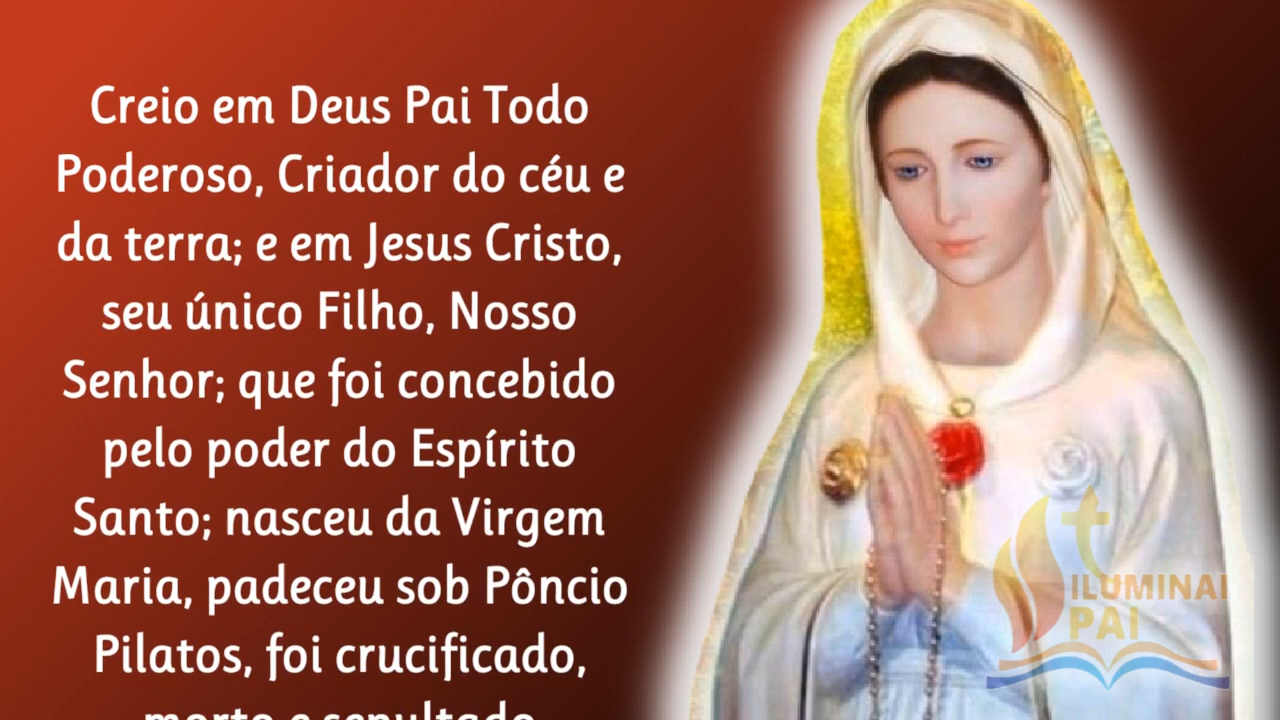 Creio em Deus Pai Todo
Poderoso, Criador do céu e
da terra; e em Jesus Cristo,
seu único Filho, Nosso
Senhor; que foi concebido
pelo poder do Espírito
Santo; nasceu da Virgem
Maria, padeceu sob Pôncio
Pilatos, foi crucificado,
morto e sepultado
ILUMINAI
PAI